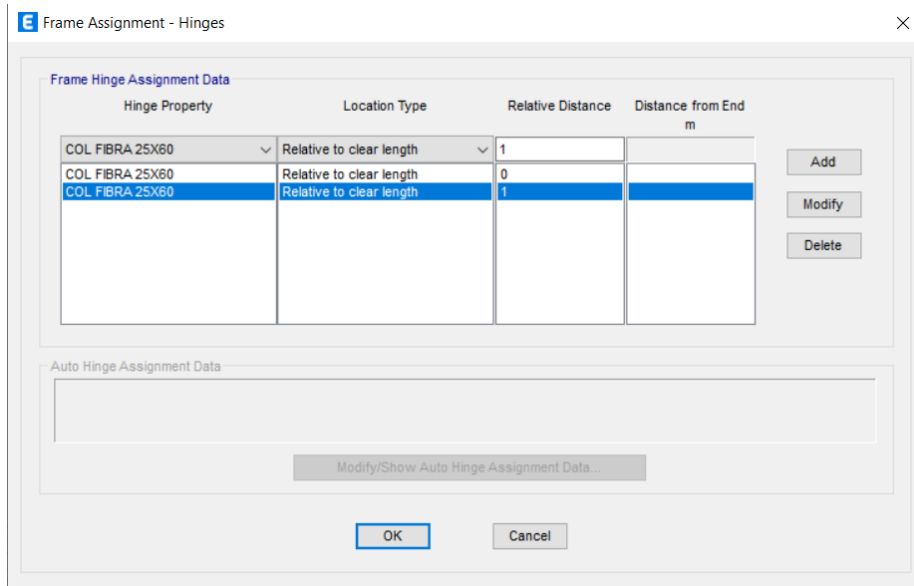 E Frame Assignment - Hinges
Frame Hinge Assignment Data
Hinge Property Location Type Relative Distance Distance from End
m
COL FIBRA 25X60 Relative to clear length 1
COL FIBRA 25X60 Relative to clear length 0
COL FIBRA 25X60 Relative to clear length 1
Add
Modify
Delete
Auto Hinge Assignment Data
Modify/Show Auto Hinge Assignment Data...
OK Cancel